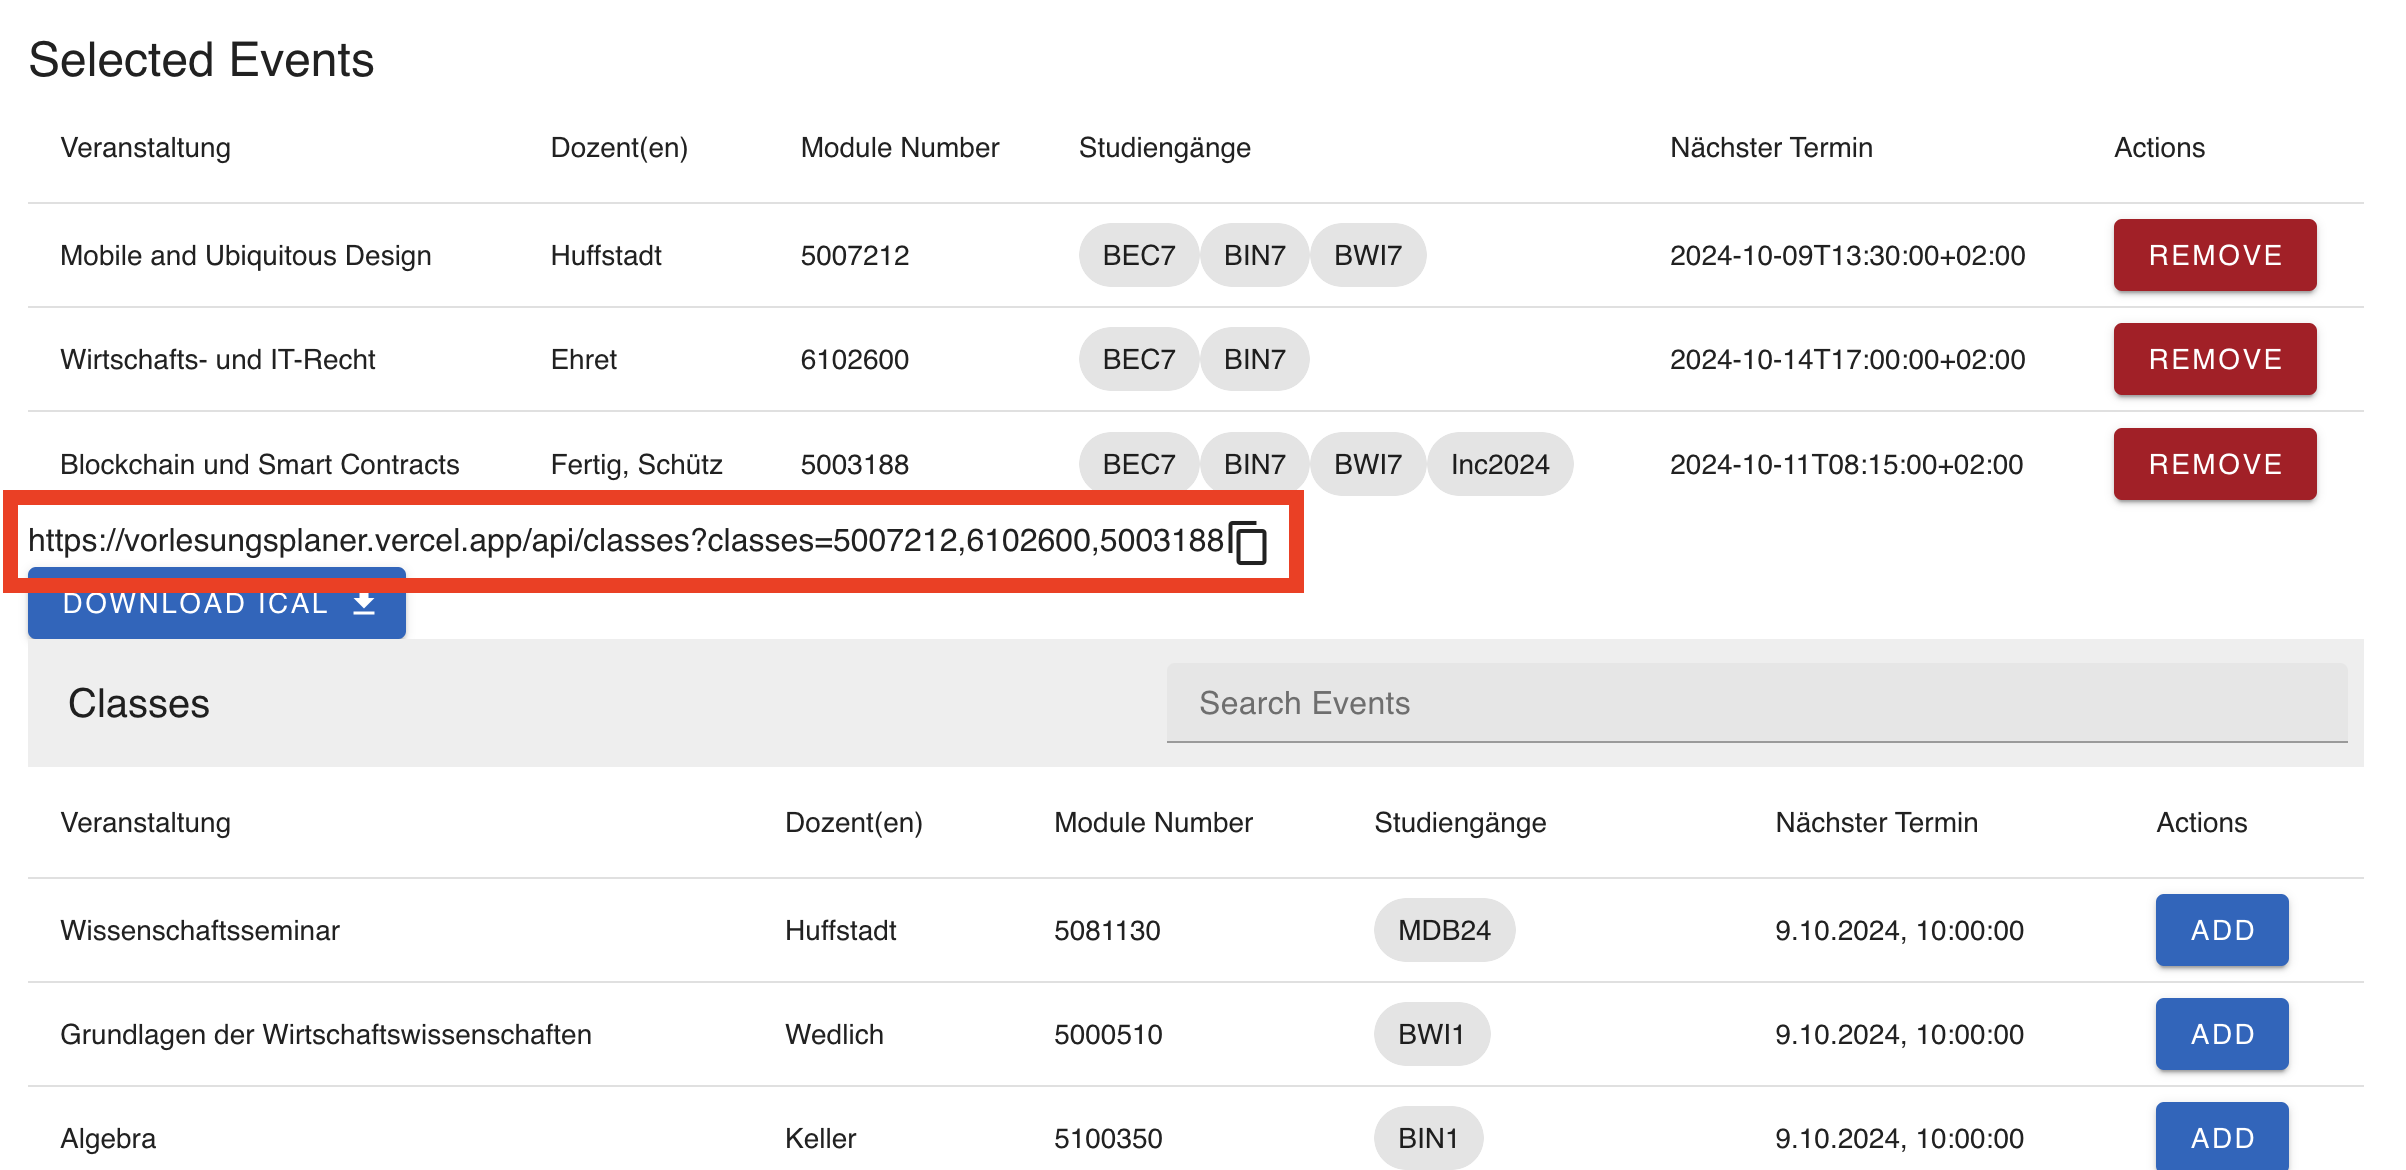 Selected Events
Veranstaltung Dozent(en) Module Number Studiengänge Nächster Termin Actions
Mobile and Ubiquitous Design Huffstadt 5007212 BEC7 BIN7 BWI7 2024-10-09T13:30:00+02:00 REMOVE
Wirtschafts- und IT-Recht Ehret 6102600 BEC7 BIN7 2024-10-14T17:00:00+02:00 REMOVE
Blockchain und Smart Contracts Fertig, Schütz 5003188 BEC7 BIN7 BWI7 Inc2024 2024-10-11T08:15:00+02:00 REMOVE
https://vorlesungsplaner.vercel.app/api/classes?classes=5007212,6102600,5003188
DOWNLOAD ICAL
Classes Search Events
Veranstaltung Dozent(en) Module Number Studiengänge Nächster Termin Actions
Wissenschaftsseminar Huffstadt 5081130 MDB24 9.10.2024, 10:00:00 ADD
Grundlagen der Wirtschaftswissenschaften Wedlich 5000510 BWI1 9.10.2024, 10:00:00 ADD
Algebra Keller 5100350 BIN1 9.10.2024, 10:00:00 ADD